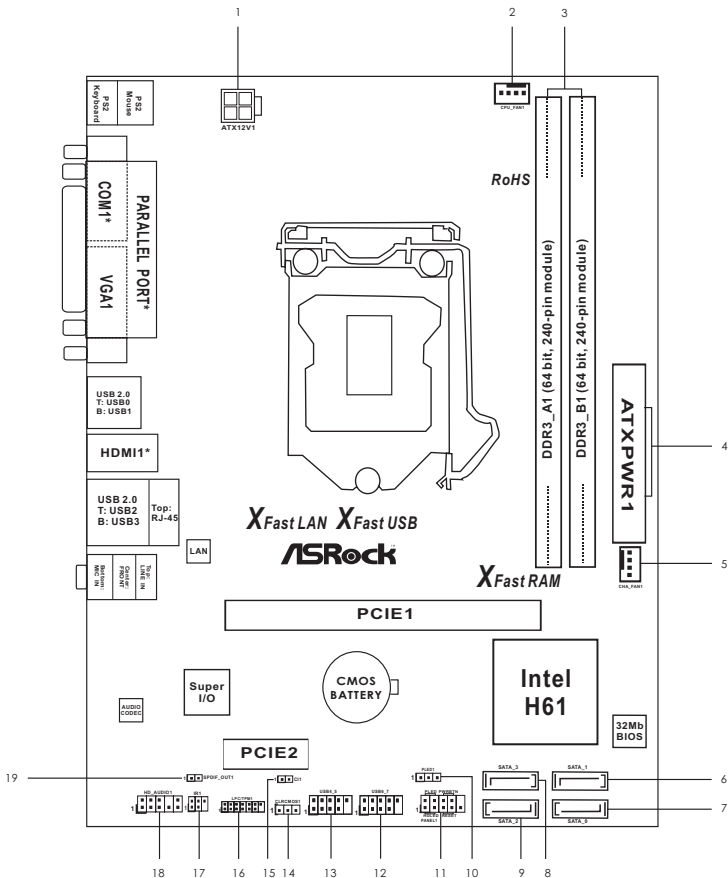 1
2
3
PS2
Keyboard
PS2
Mouse
ATX12V1
CPU_FAN1
RoHS
COM1*
VGA1
PARALLEL PORT*
DDR3_A1 (64 bit, 240-pin module)
DDR3_B1 (64 bit, 240-pin module)
USB 2.0
T: USB0
B: USB1
HDMI1*
ATXPWR1
4
USB 2.0
T: USB2
B: USB3
Top:
RJ-45
XFast LAN XFast USB
LAN
ASRock
CHA_FAN1
5
Bottom:
MIC IN
Center:
FRONT
Top:
LINE IN
XFast RAM
PCIE1
Super
I/O
CMOS
BATTERY
Intel
H61
AUDIO
CODEC
32Mb
BIOS
PCIE2
19
1
SPDIF_OUT1
1
CI1
PLED1
1
SATA_3
SATA_1
6
HD_AUDIO1
1
IR1
1
LPC/TPM1
1
CLRCMOS1
1
USB4_5
1
USB6_7
1
PLED PWRBTN
1
HDLED RESET
PANEL1
SATA_2
SATA_0
7
18
17
16
15
14
13
12
11
10
9
8